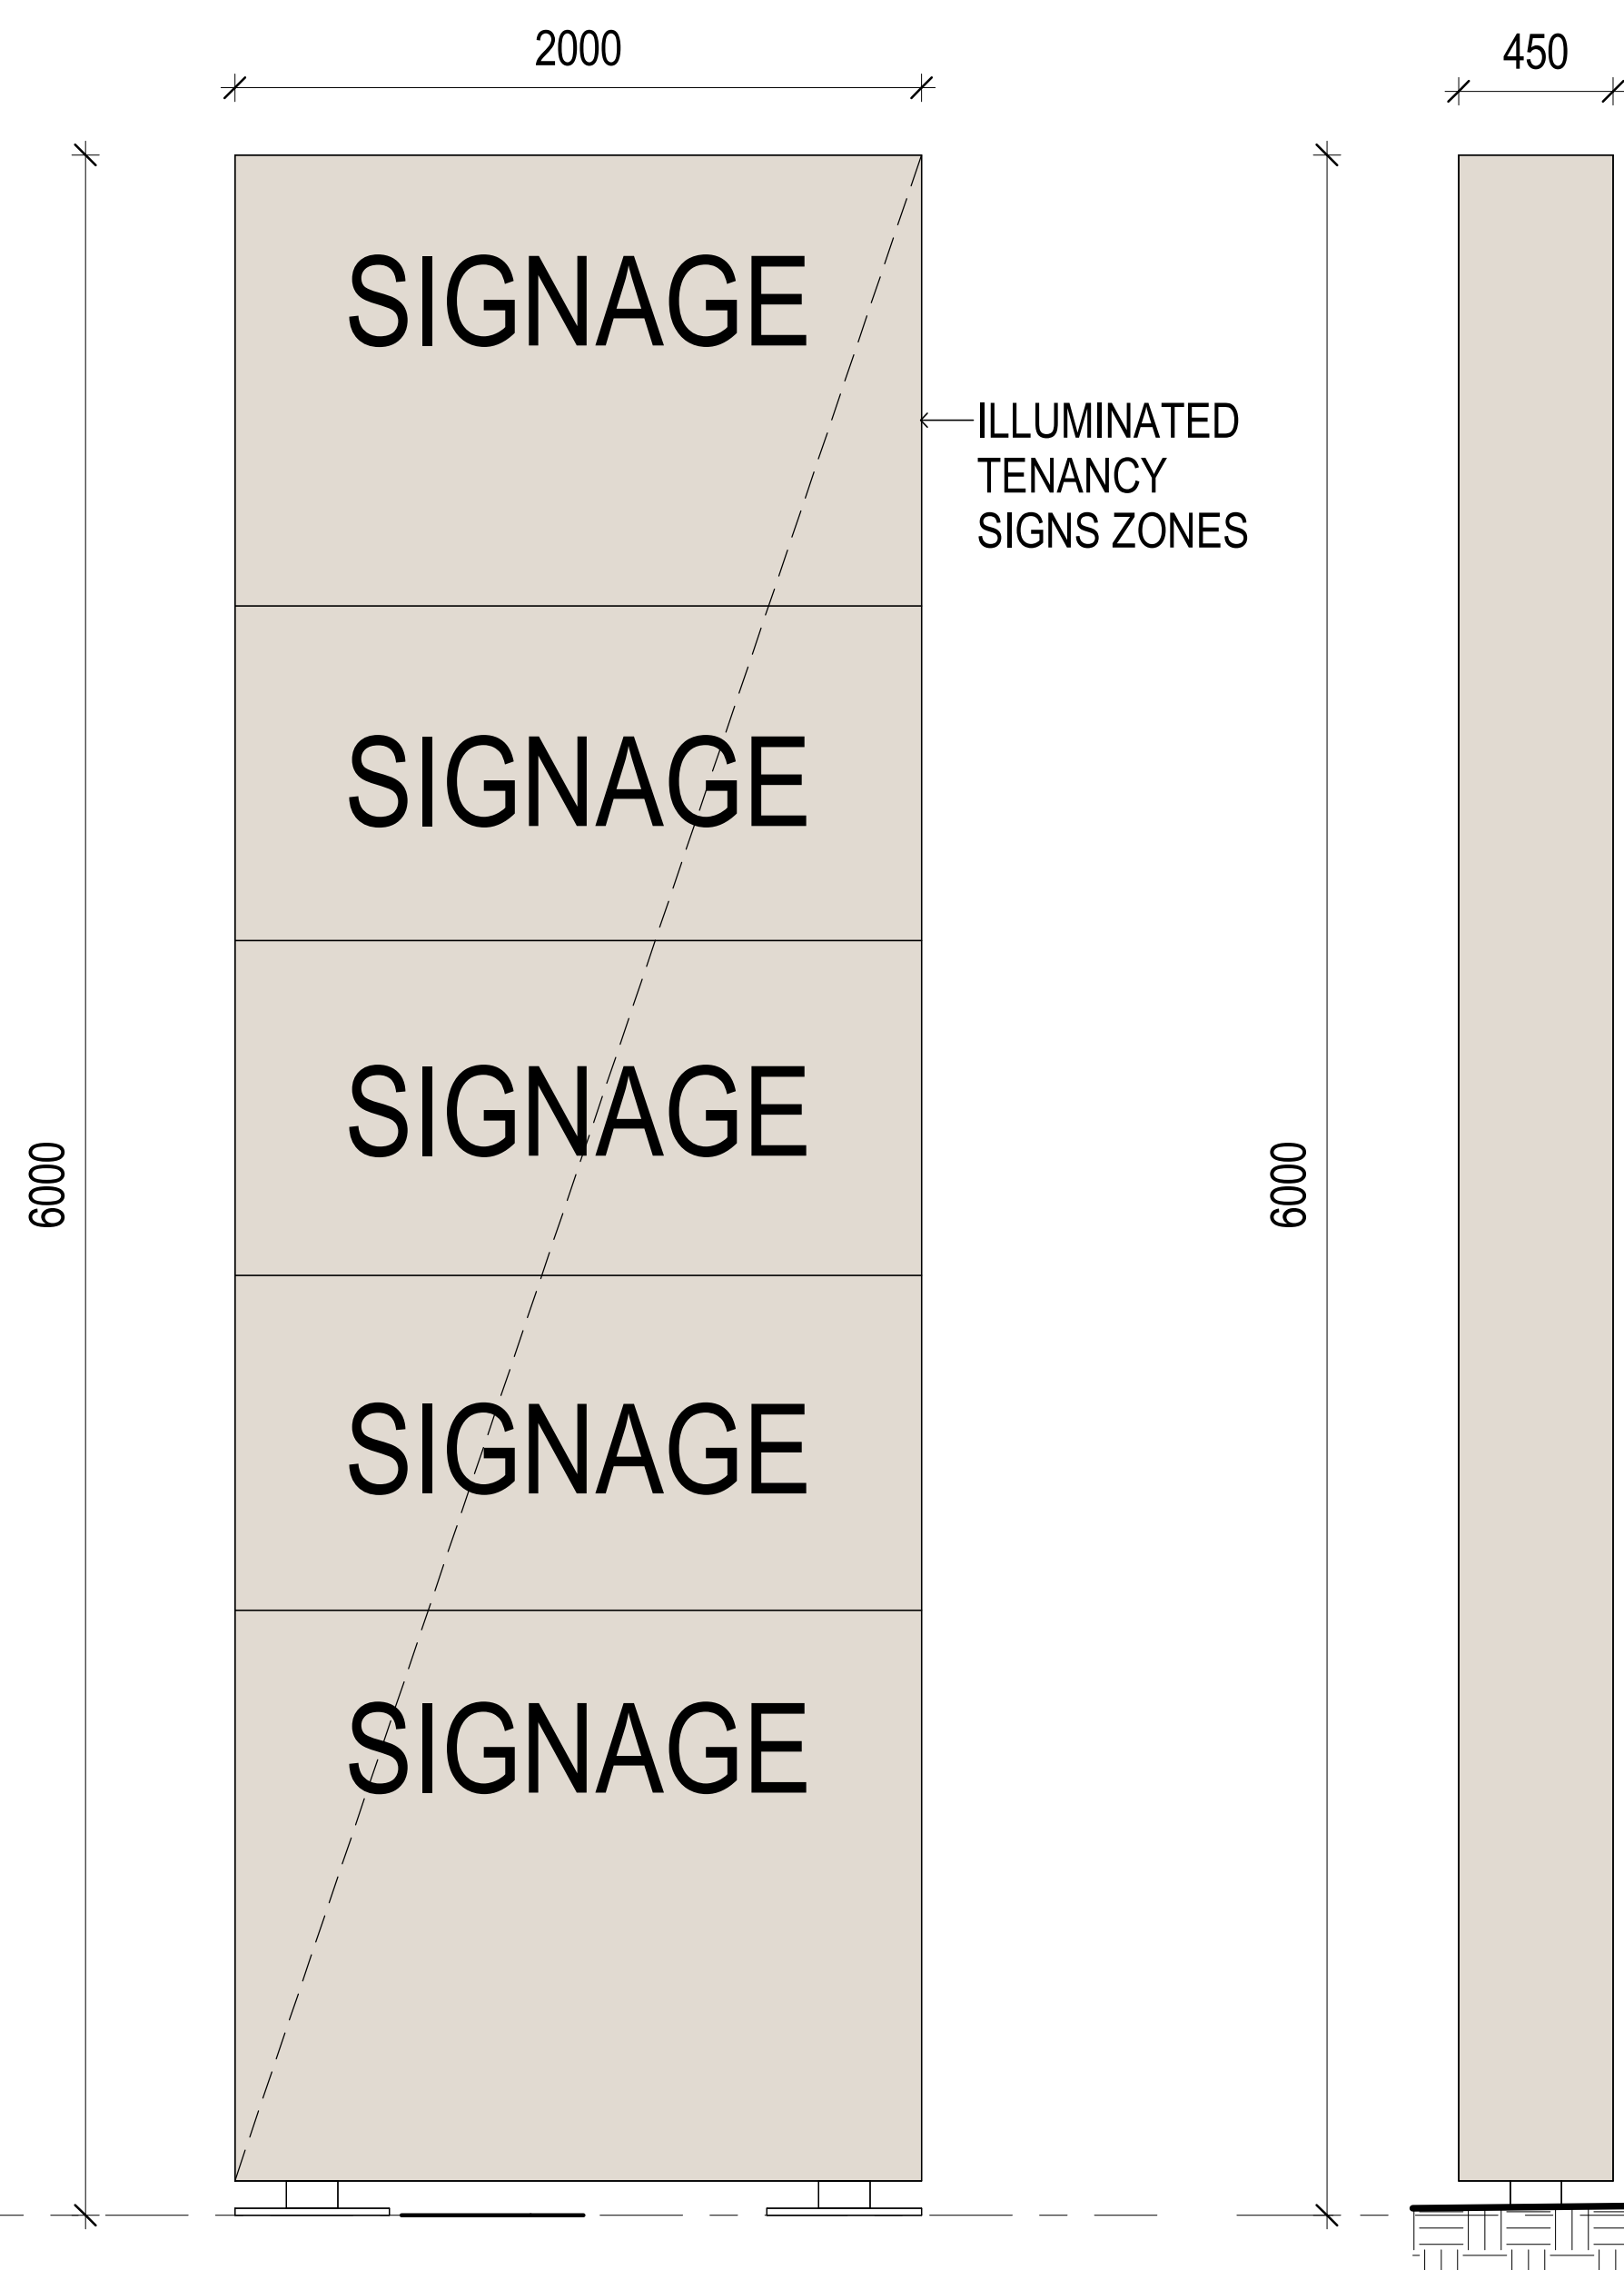 2000
450
SIGNAGE
ILLUMINATED
TENANCY
SIGNS ZONES
SIGNAGE
SIGNAGE
6000
6000
SIGNAGE
SIGNAGE